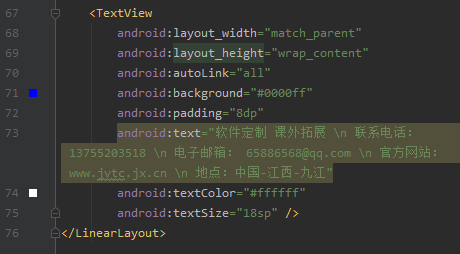 67 <TextView
68 android:layout_width="match_parent"
69 android:layout_height="wrap_content"
70 android:autoLink="all"
71 android:background="#0000ff"
72 android:padding="8dp"
73 android:text="软件定制 课外拓展 \n 联系电话:
13755203518 \n 电子邮箱: 65886568@qq.com \n 官方网站:
www.jvtc.jx.cn \n 地点: 中国-江西-九江"
74 android:textColor="#ffffff"
75 android:textSize="18sp" />
76 </LinearLayout>